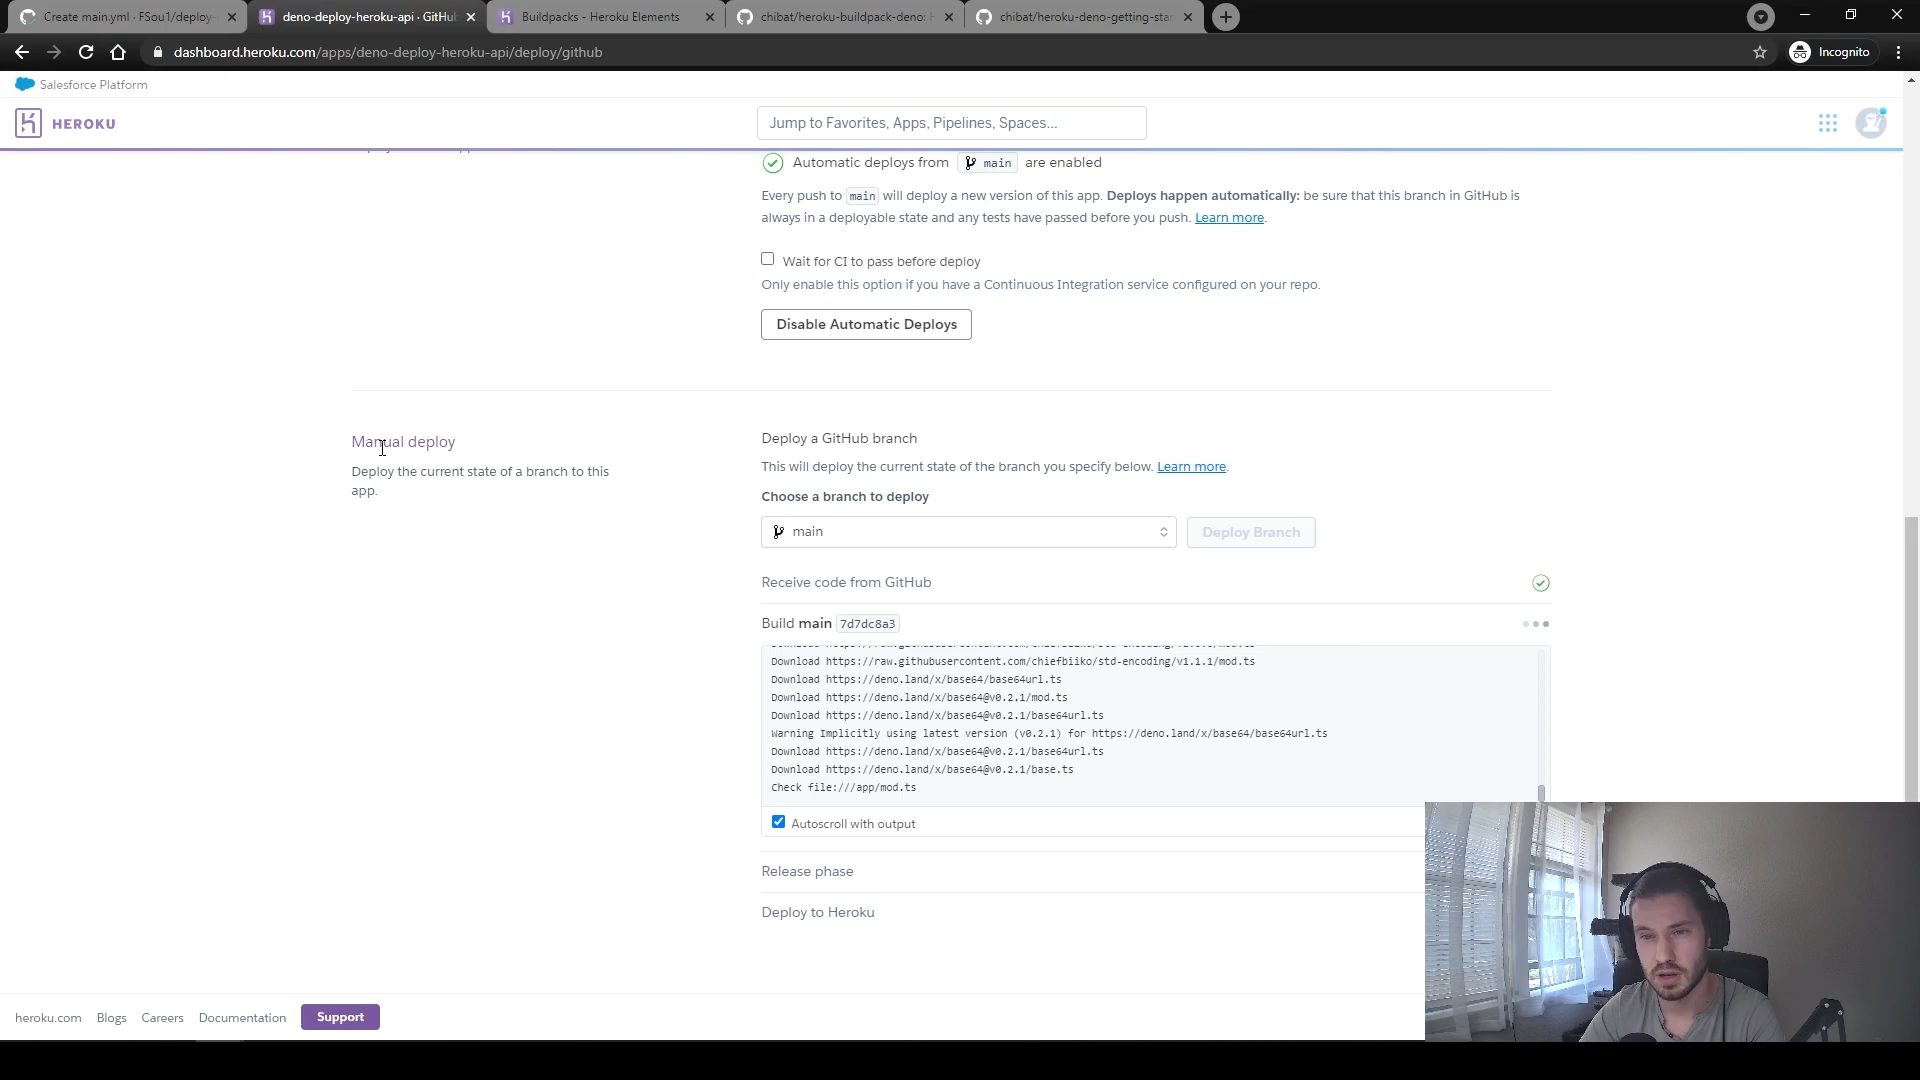 Create main.yml · FSou1/deploy-
deno-deploy-heroku-api · GitHub
Buildpacks - Heroku Elements
chibat/heroku-buildpack-deno: H
chibat/heroku-deno-getting-star
dashboard.heroku.com/apps/deno-deploy-heroku-api/deploy/github
Incognito
Salesforce Platform
HEROKU
Jump to Favorites, Apps, Pipelines, Spaces...
Automatic deploys from main are enabled
Every push to main will deploy a new version of this app. Deploys happen automatically: be sure that this branch in GitHub is
always in a deployable state and any tests have passed before you push. Learn more.
Wait for CI to pass before deploy
Only enable this option if you have a Continuous Integration service configured on your repo.
Disable Automatic Deploys
Manual deploy
Deploy the current state of a branch to this
app.
Deploy a GitHub branch
This will deploy the current state of the branch you specify below. Learn more.
Choose a branch to deploy
main
Deploy Branch
Receive code from GitHub
Build main 7d7dc8a3
Download https://raw.githubusercontent.com/chiefbiiko/std-encoding/v1.1.1/mod.ts
Download https://deno.land/x/base64/base64url.ts
Download https://deno.land/x/base64@v0.2.1/mod.ts
Download https://deno.land/x/base64@v0.2.1/base64url.ts
Warning Implicitly using latest version (v0.2.1) for https://deno.land/x/base64/base64url.ts
Download https://deno.land/x/base64@v0.2.1/base64url.ts
Download https://deno.land/x/base64@v0.2.1/base.ts
Check file:///app/mod.ts
Autoscroll with output
Release phase
Deploy to Heroku
heroku.com
Blogs
Careers
Documentation
Support